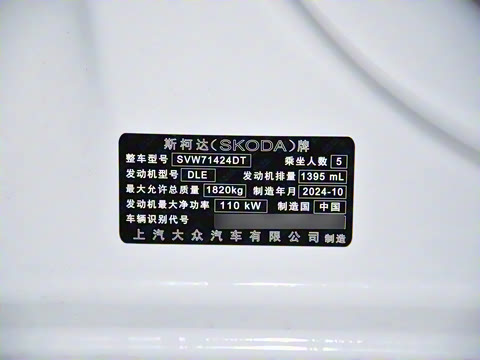 斯柯达(SKODA)牌
整车型号 SVW71424DT 乘坐人数 5
发动机型号 DLE 发动机排量 1395 mL
最大允许总质量 1820kg 制造年月 2024-10
发动机最大净功率 110 kW 制造国 中国
车辆识别代号
上汽大众汽车有限公司制造